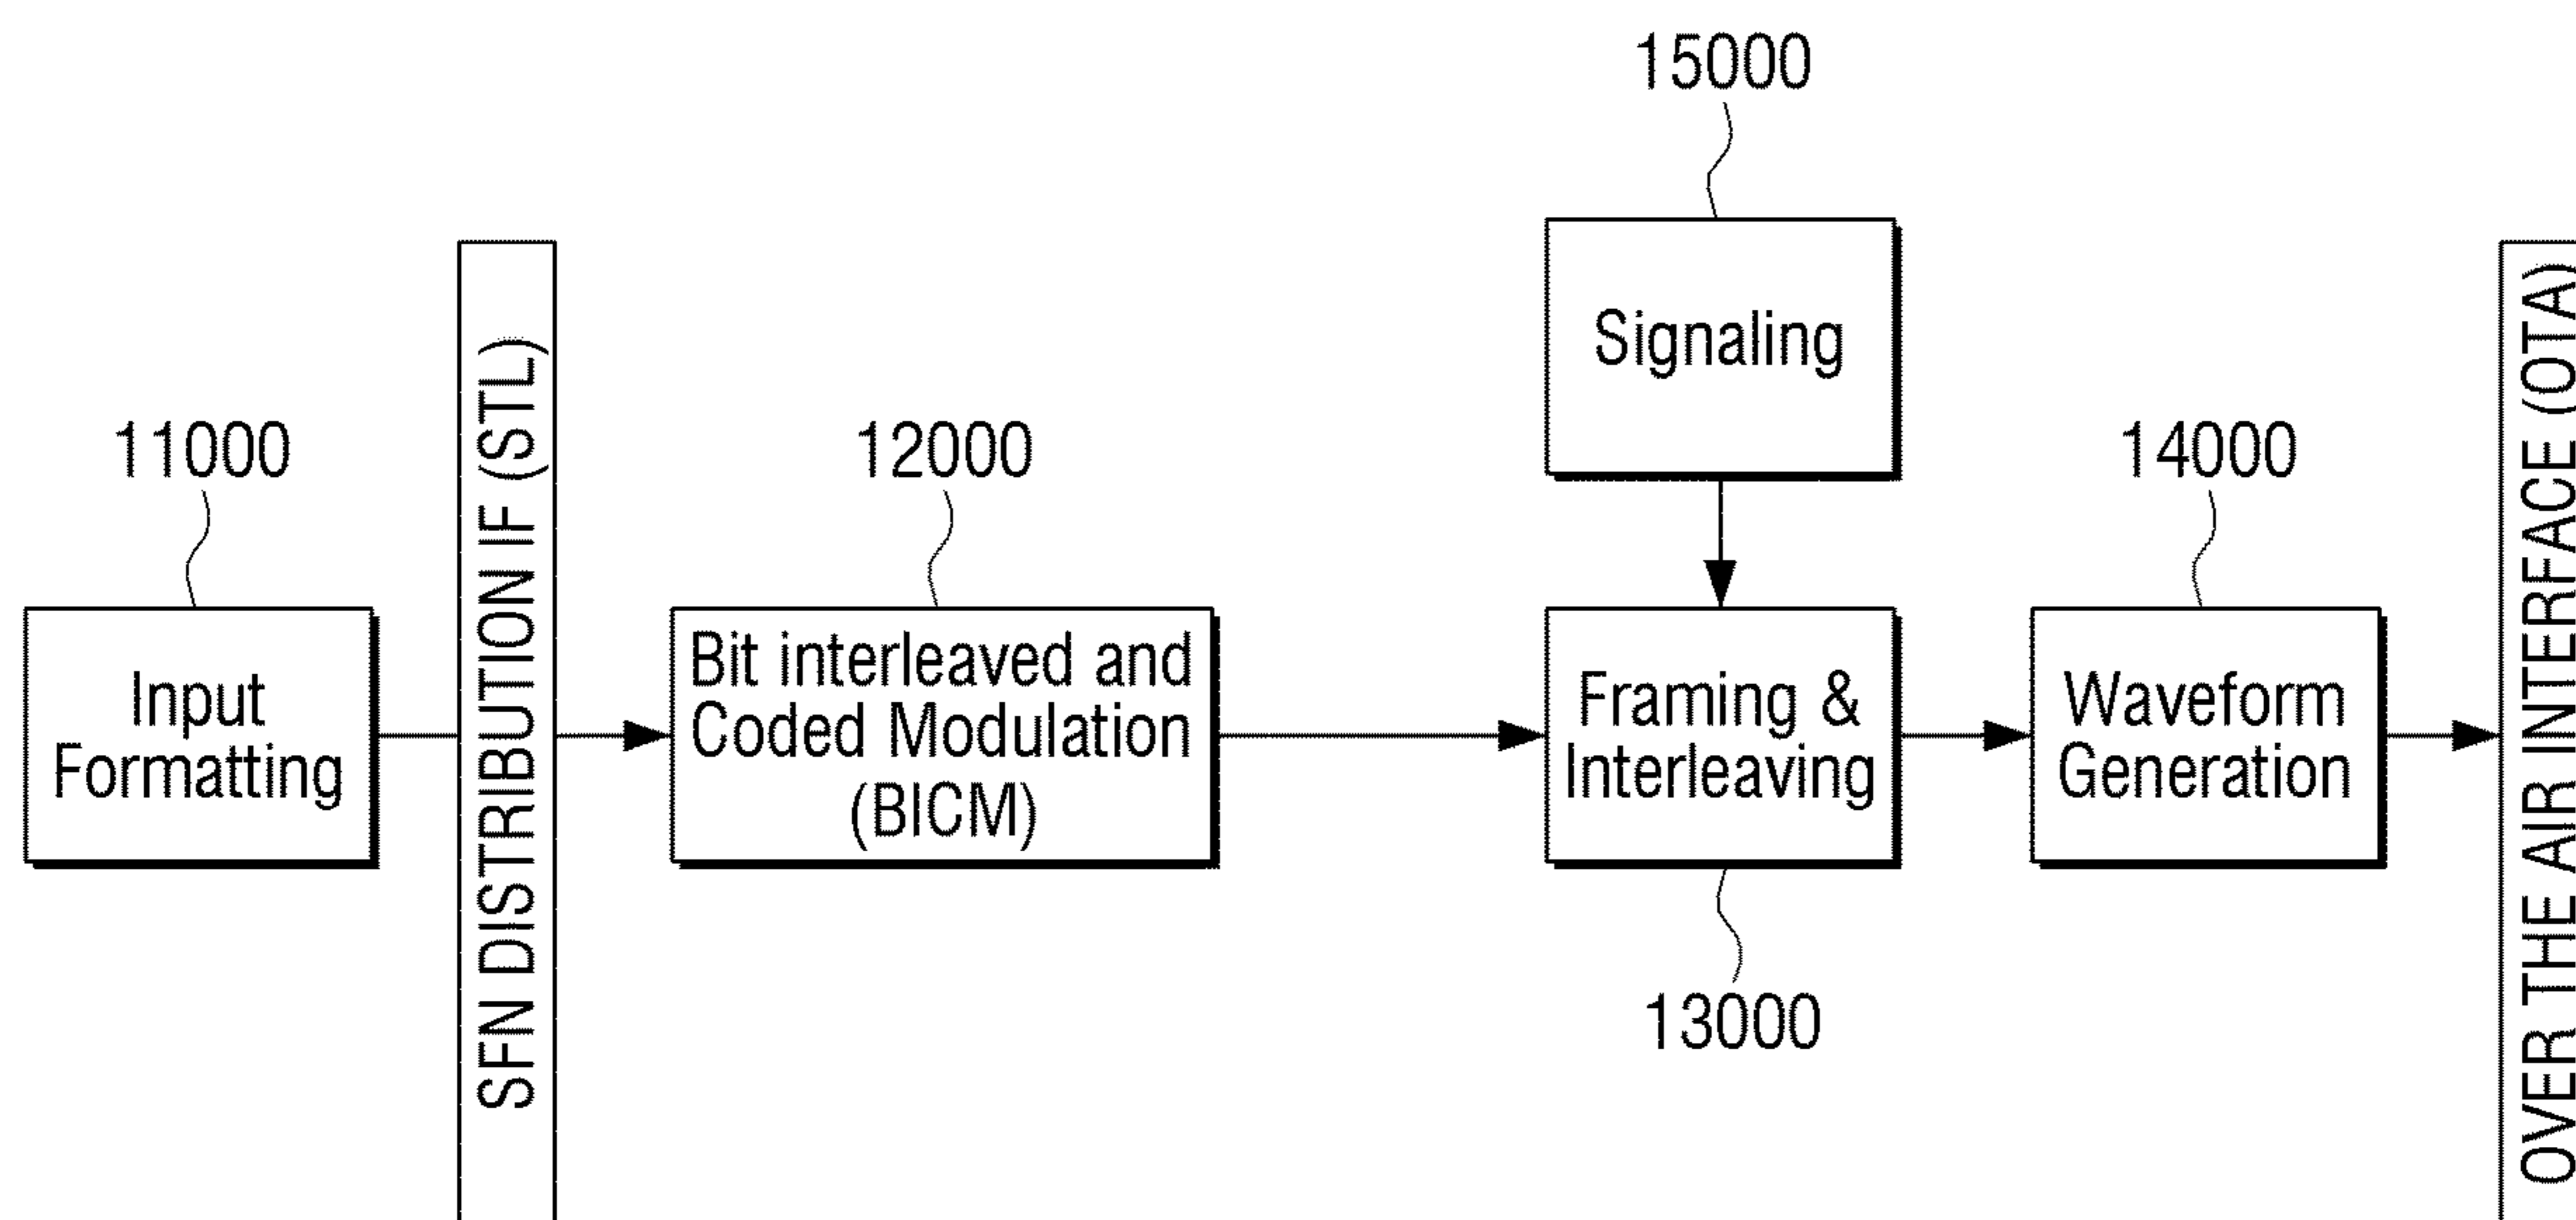 15000
Signaling
11000
Input
Formatting
SFN DISTRIBUTION IF (STL)
12000
Bit interleaved and
Coded Modulation
(BICM)
Framing &
Interleaving
13000
14000
Waveform
Generation
OVER THE AIR INTERFACE (OTA)